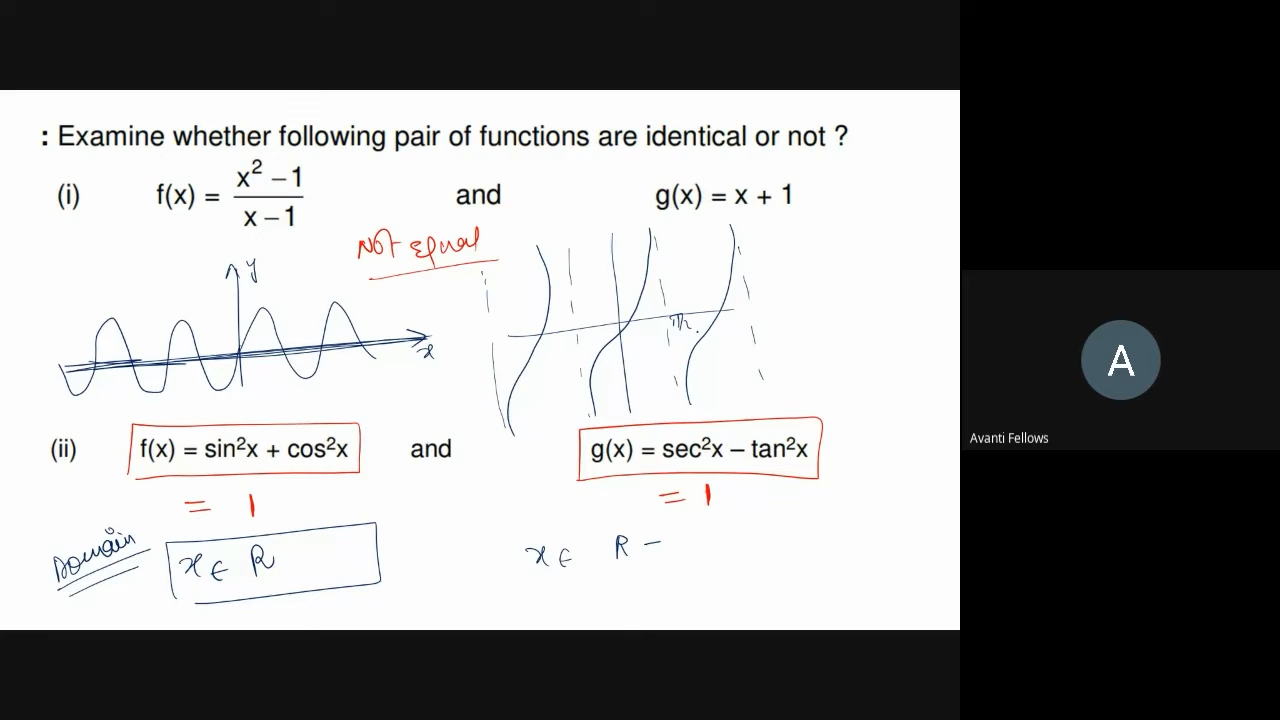 : Examine whether following pair of functions are identical or not ?
(i) f(x) = (x² – 1)/(x – 1) and g(x) = x + 1
NOT Equal
y
x
(ii) f(x) = sin²x + cos²x and g(x) = sec²x – tan²x
= 1 = 1
Domain
x ∈ R x ∈ R –
A
Avanti Fellows